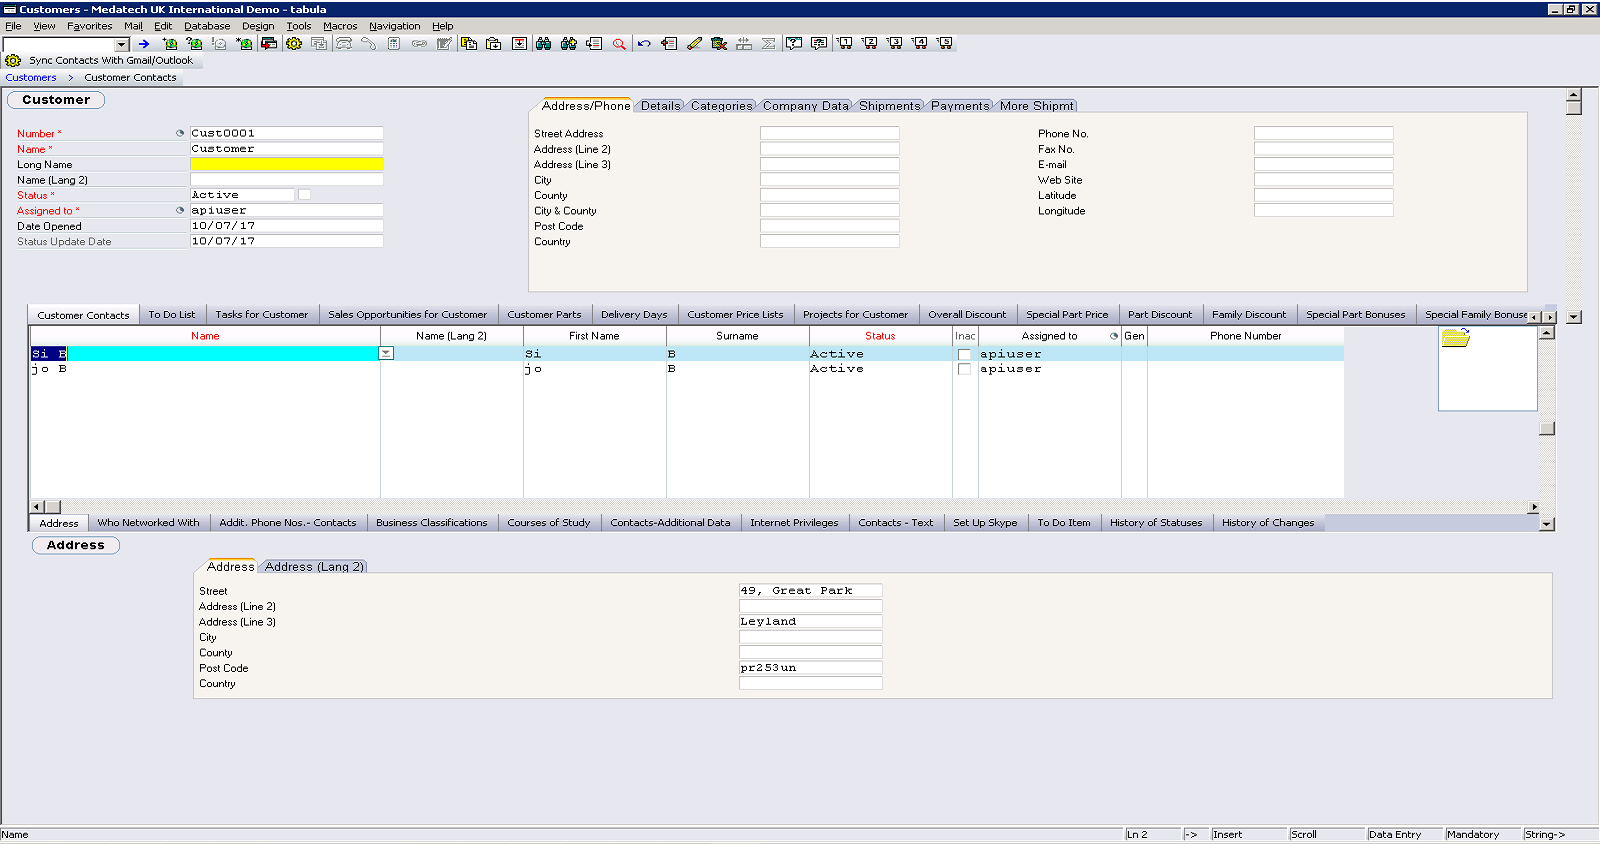 Customers - Medatech UK International Demo - tabula
File View Favorites Mail Edit Database Design Tools Macros Navigation Help
1 2 3 4 5
Sync Contacts With Gmail/Outlook
Customers > Customer Contacts
Customer
Number * Cust0001
Name * Customer
Long Name
Name (Lang 2)
Status * Active
Assigned to * apiuser
Date Opened 10/07/17
Status Update Date 10/07/17
Address/Phone Details Categories Company Data Shipments Payments More Shipmt
Street Address Phone No.
Address (Line 2) Fax No.
Address (Line 3) E-mail
City Web Site
County Latitude
City & County Longitude
Post Code
Country
Customer Contacts To Do List Tasks for Customer Sales Opportunities for Customer Customer Parts Delivery Days Customer Price Lists Projects for Customer Overall Discount Special Part Price Part Discount Family Discount Special Part Bonuses Special Family Bonuse
Name Name (Lang 2) First Name Surname Status Inac Assigned to Gen Phone Number
Si B Si B Active apiuser
jo B jo B Active apiuser
Address Who Networked With Addit. Phone Nos.- Contacts Business Classifications Courses of Study Contacts-Additional Data Internet Privileges Contacts - Text Set Up Skype To Do Item History of Statuses History of Changes
Address
Address Address (Lang 2)
Street 49, Great Park
Address (Line 2)
Address (Line 3) Leyland
City
County
Post Code pr253un
Country
Name Ln 2 -> Insert Scroll Data Entry Mandatory String->